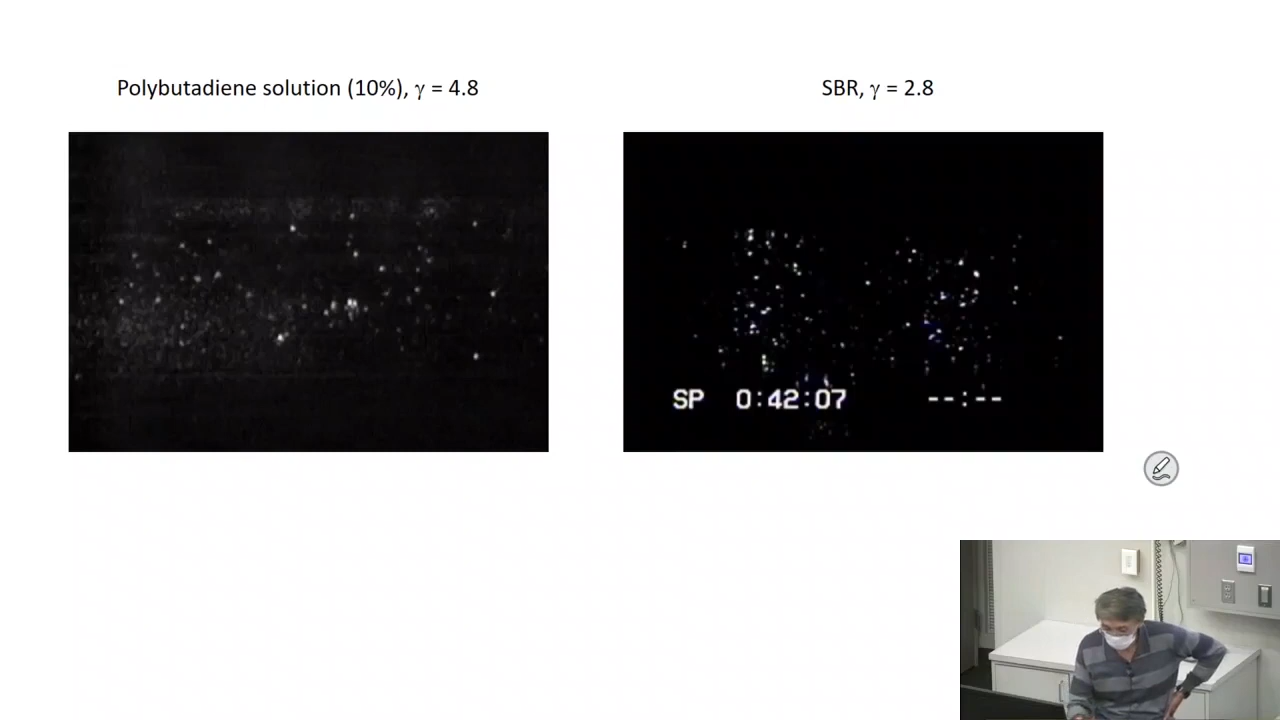 Polybutadiene solution (10%), γ = 4.8
SBR, γ = 2.8
SP 0:42:07 --:--